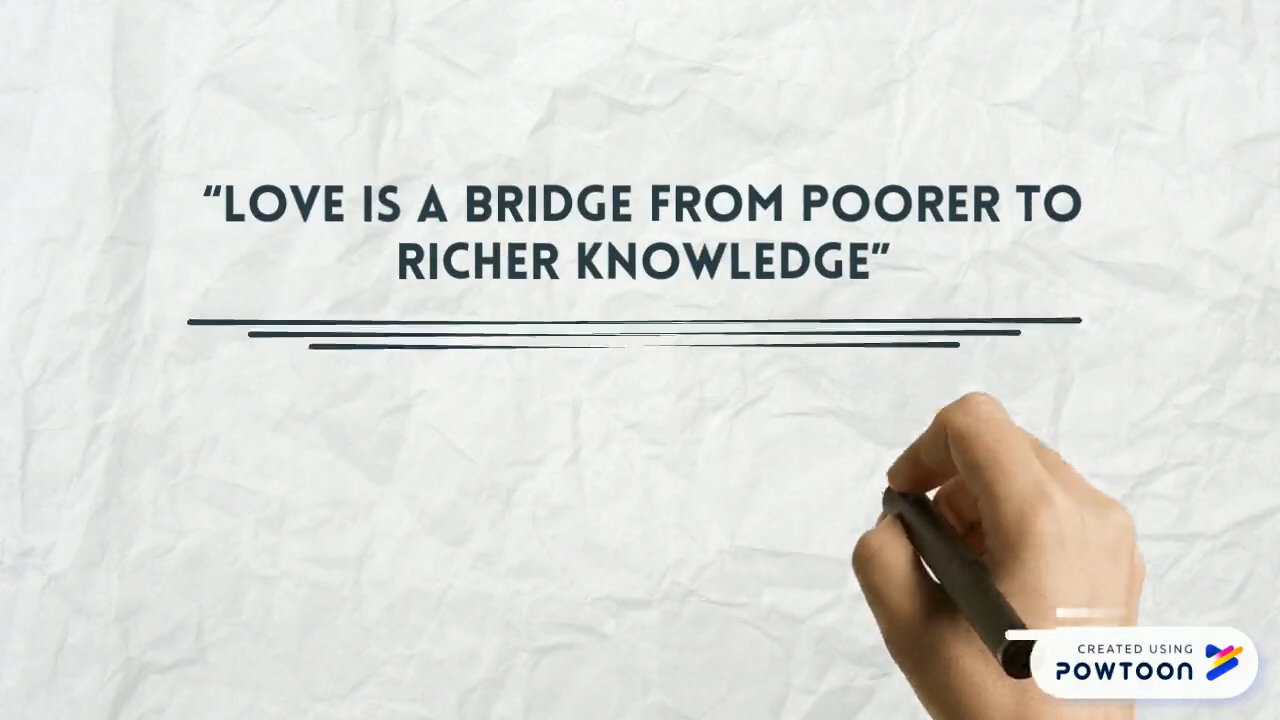 “LOVE IS A BRIDGE FROM POORER TO
RICHER KNOWLEDGE”
CREATED USING
POWTOON